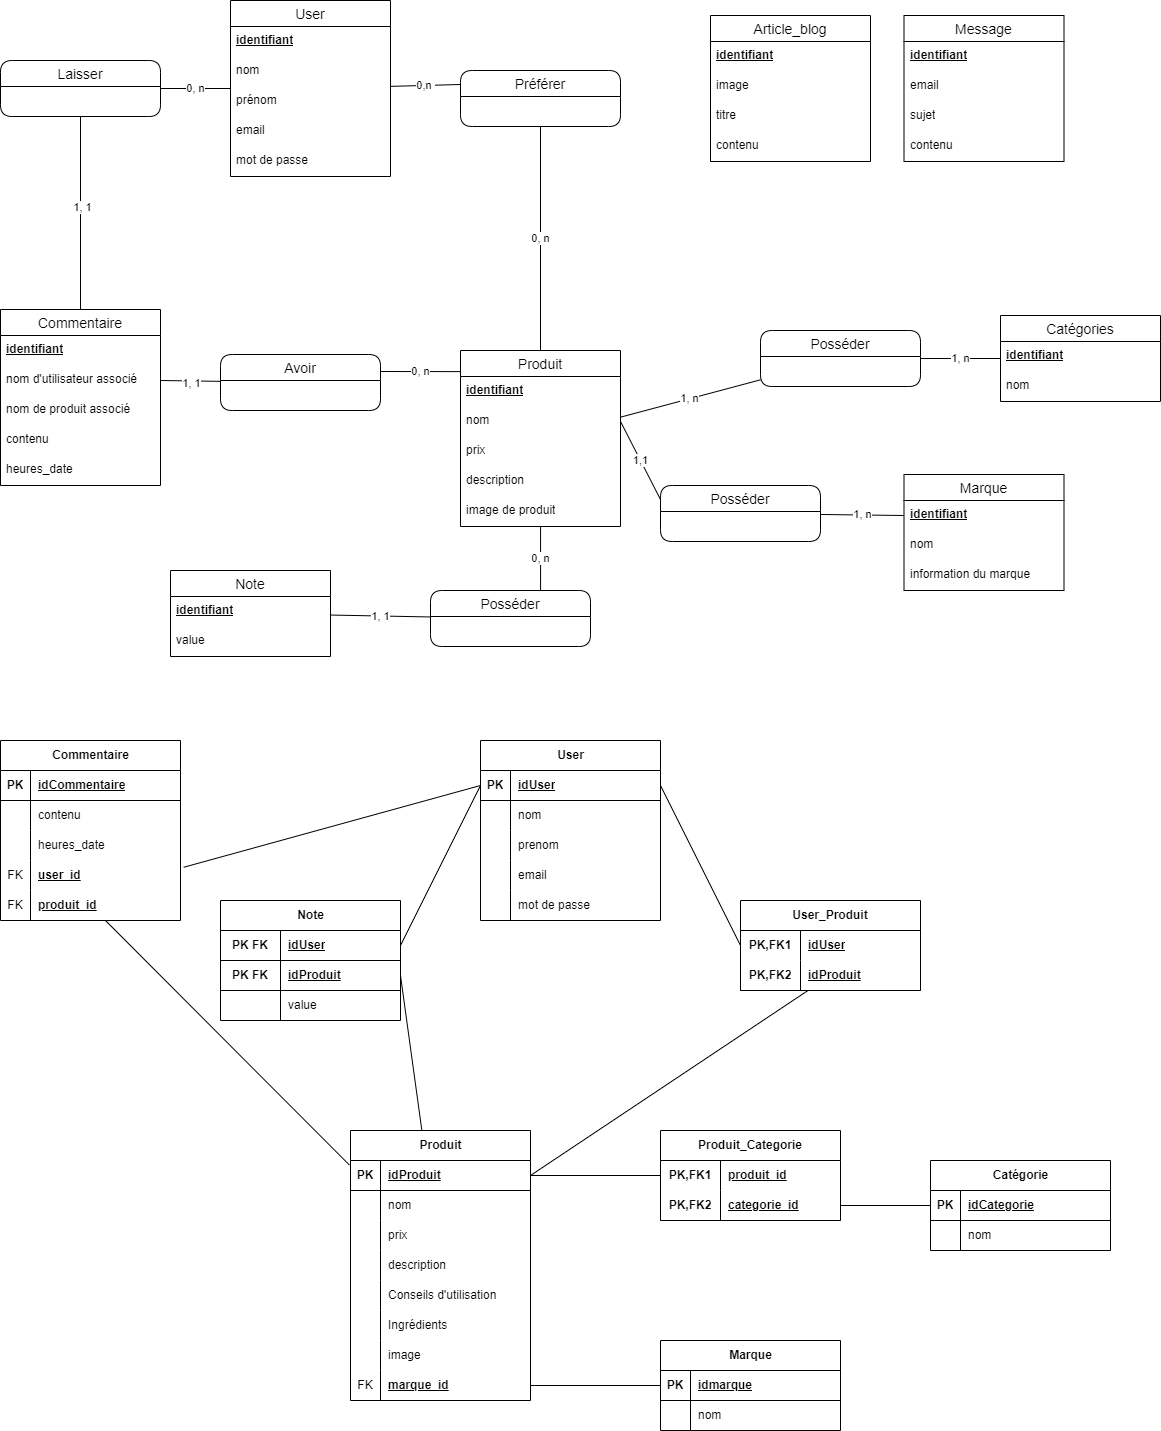 User
identifiant
nom
prénom
email
mot de passe
Laisser
0, n
0,n
Préférer
Article_blog
identifiant
image
titre
contenu
Message
identifiant
email
sujet
contenu
1, 1
0, n
Commentaire
identifiant
nom d'utilisateur associé
nom de produit associé
contenu
heures_date
1, 1
Avoir
0, n
Produit
identifiant
nom
prix
description
image de produit
1, n
Posséder
1, n
Catégories
identifiant
nom
1,1
Posséder
1, n
Marque
identifiant
nom
information du marque
0, n
Note
identifiant
value
1, 1
Posséder
Commentaire
PK idCommentaire
contenu
heures_date
FK user_id
FK produit_id
User
PK idUser
nom
prenom
email
mot de passe
Note
PK FK idUser
PK FK idProduit
value
User_Produit
PK,FK1 idUser
PK,FK2 idProduit
Produit
PK idProduit
nom
prix
description
Conseils d'utilisation
Ingrédients
image
FK marque_id
Produit_Categorie
PK,FK1 produit_id
PK,FK2 categorie_id
Catégorie
PK idCategorie
nom
Marque
PK idmarque
nom